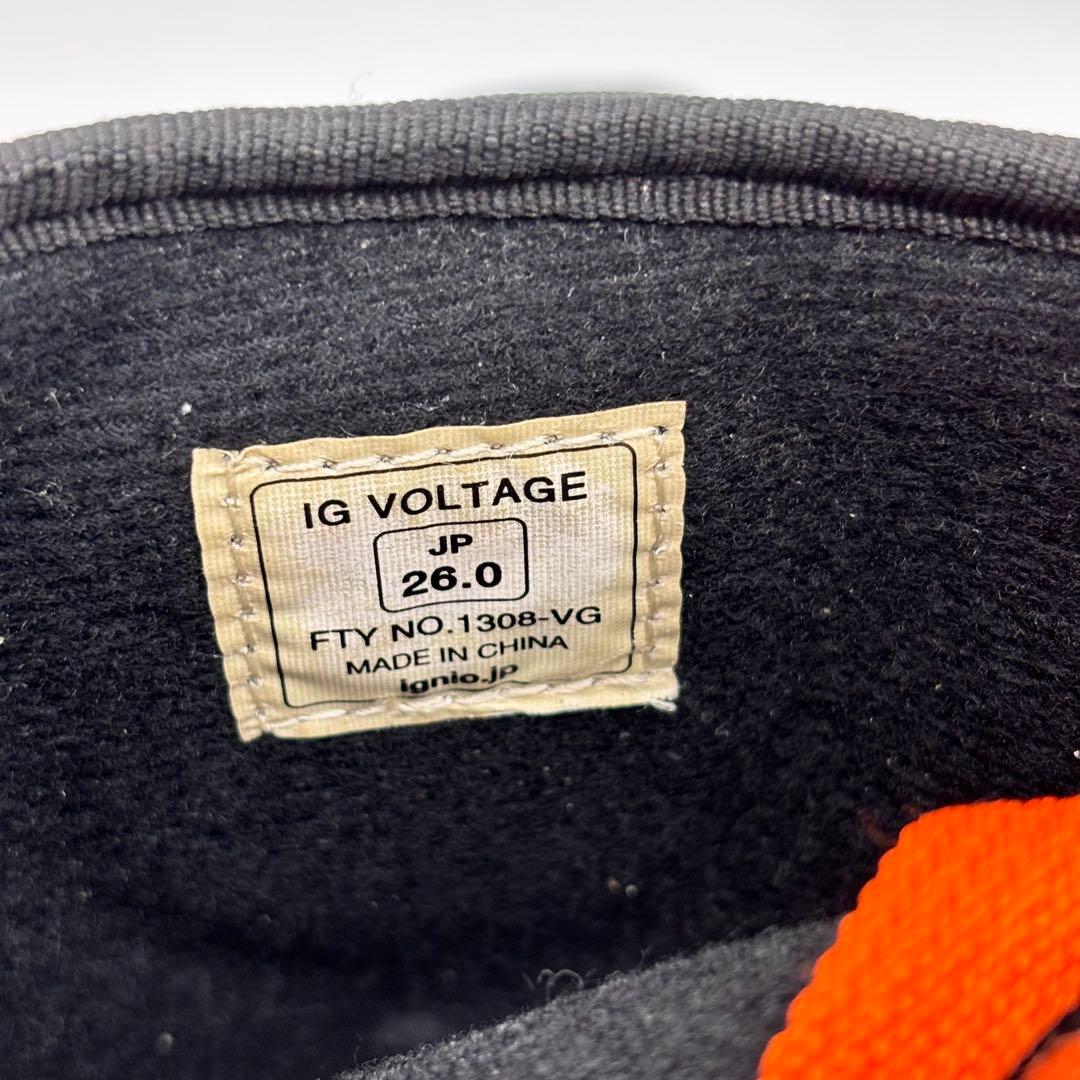 IG VOLTAGE
JP
26.0
FTY NO.1308-VG
MADE IN CHINA
ignio.jp